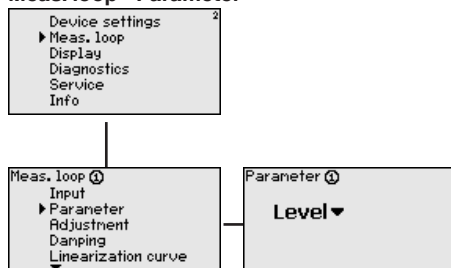 Meas. loop - Parameter
Device settings
2
▶Meas. loop
Display
Diagnostics
Service
Info
Meas. loop ①
Input
▶Parameter
Adjustment
Damping
Linearization curve
▼
Parameter ①
Level▼